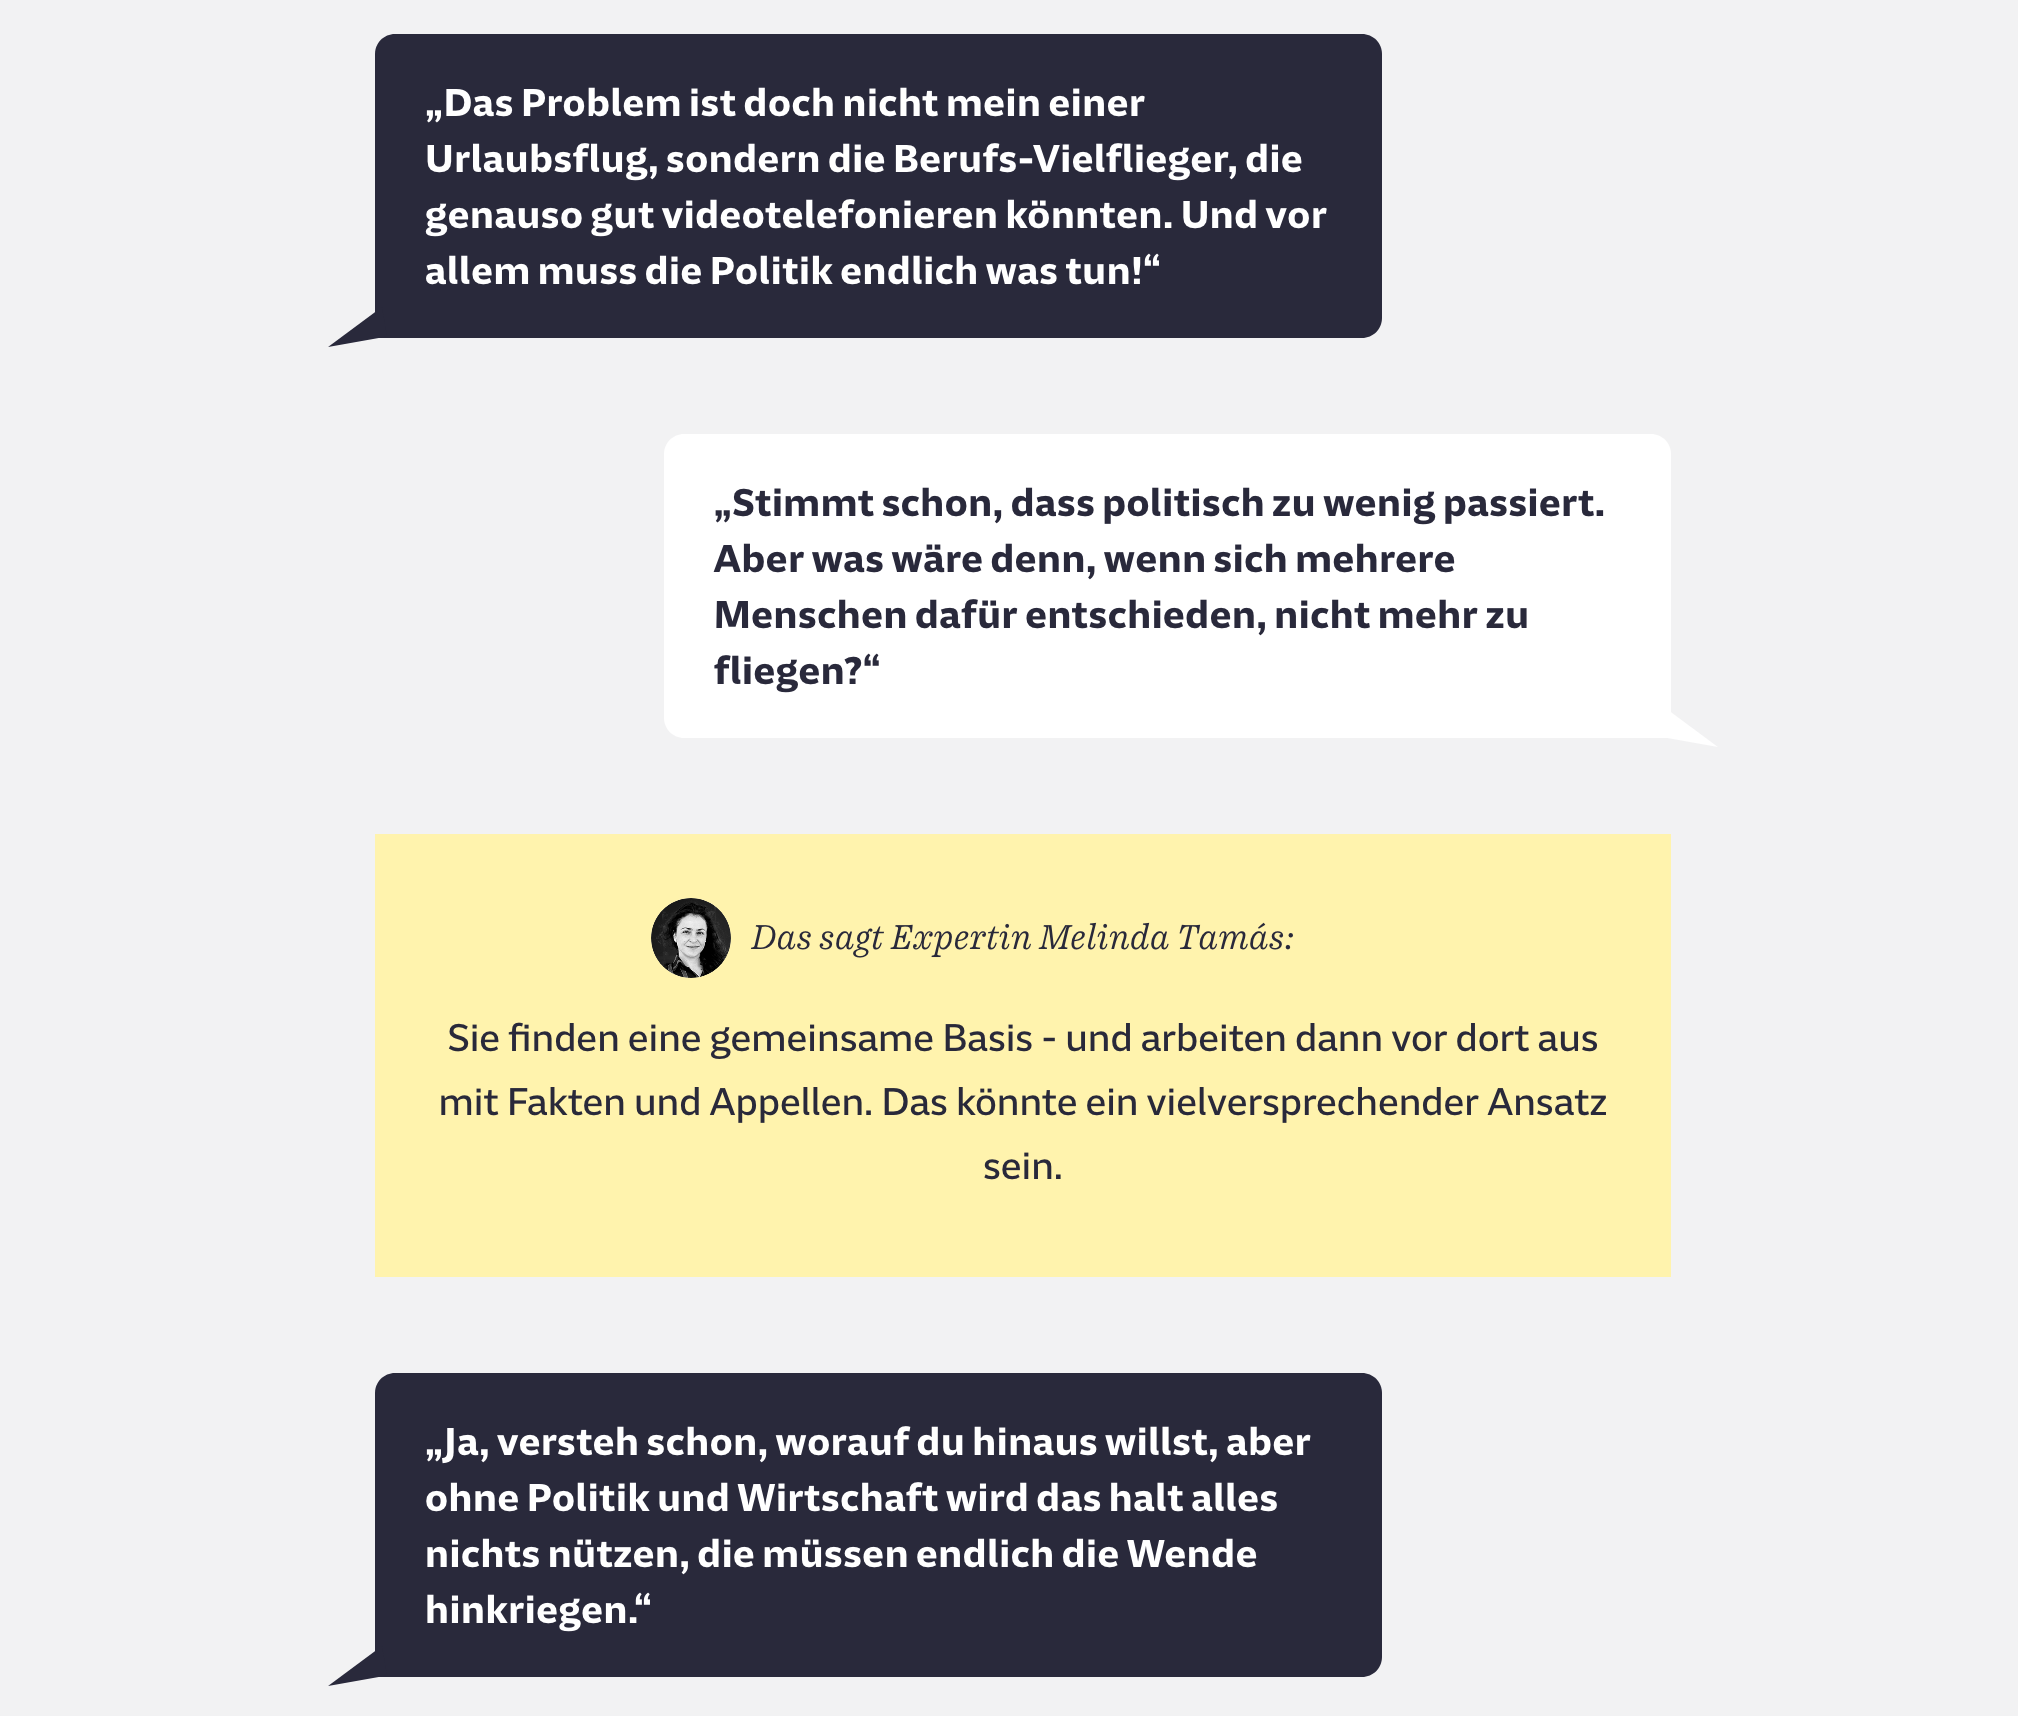 „Das Problem ist doch nicht mein einer
Urlaubsflug, sondern die Berufs-Vielflieger, die
genauso gut videotelefonieren könnten. Und vor
allem muss die Politik endlich was tun!“
„Stimmt schon, dass politisch zu wenig passiert.
Aber was wäre denn, wenn sich mehrere
Menschen dafür entschieden, nicht mehr zu
fliegen?“
Das sagt Expertin Melinda Tamás:
Sie finden eine gemeinsame Basis - und arbeiten dann vor dort aus
mit Fakten und Appellen. Das könnte ein vielversprechender Ansatz
sein.
„Ja, versteh schon, worauf du hinaus willst, aber
ohne Politik und Wirtschaft wird das halt alles
nichts nützen, die müssen endlich die Wende
hinkriegen.“